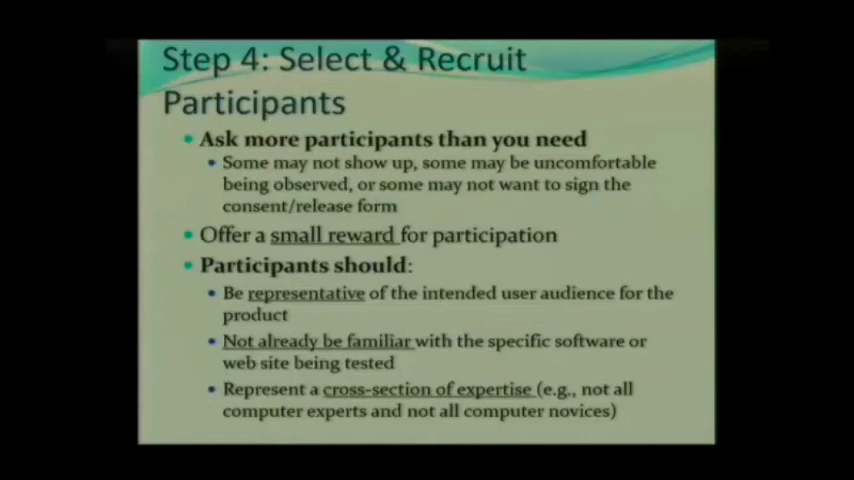 Step 4: Select & Recruit
Participants
Ask more participants than you need
Some may not show up, some may be uncomfortable
being observed, or some may not want to sign the
consent/release form
Offer a small reward for participation
Participants should:
Be representative of the intended user audience for the
product
Not already be familiar with the specific software or
web site being tested
Represent a cross-section of expertise (e.g., not all
computer experts and not all computer novices)